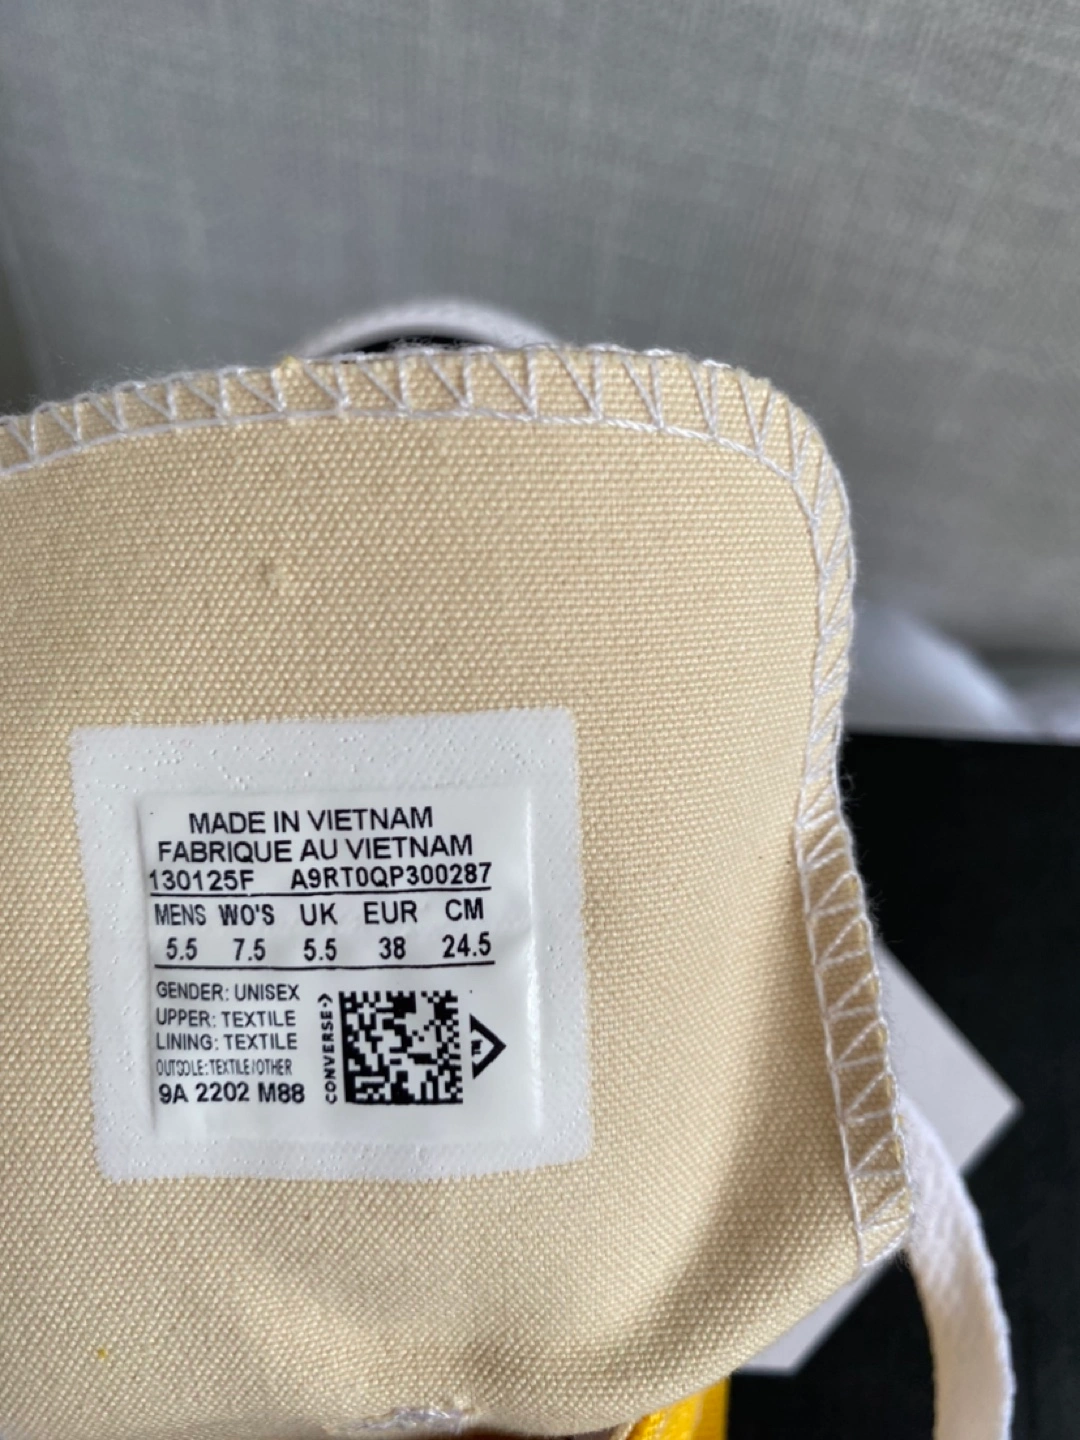 MADE IN VIETNAM
FABRIQUE AU VIETNAM
130125F A9RT0QP300287
MENS WO'S UK EUR CM
5.5 7.5 5.5 38 24.5
GENDER: UNISEX
UPPER: TEXTILE
LINING: TEXTILE
OUTSOLE: TEXTILE/OTHER
9A 2202 M88
CONVERSE
TM